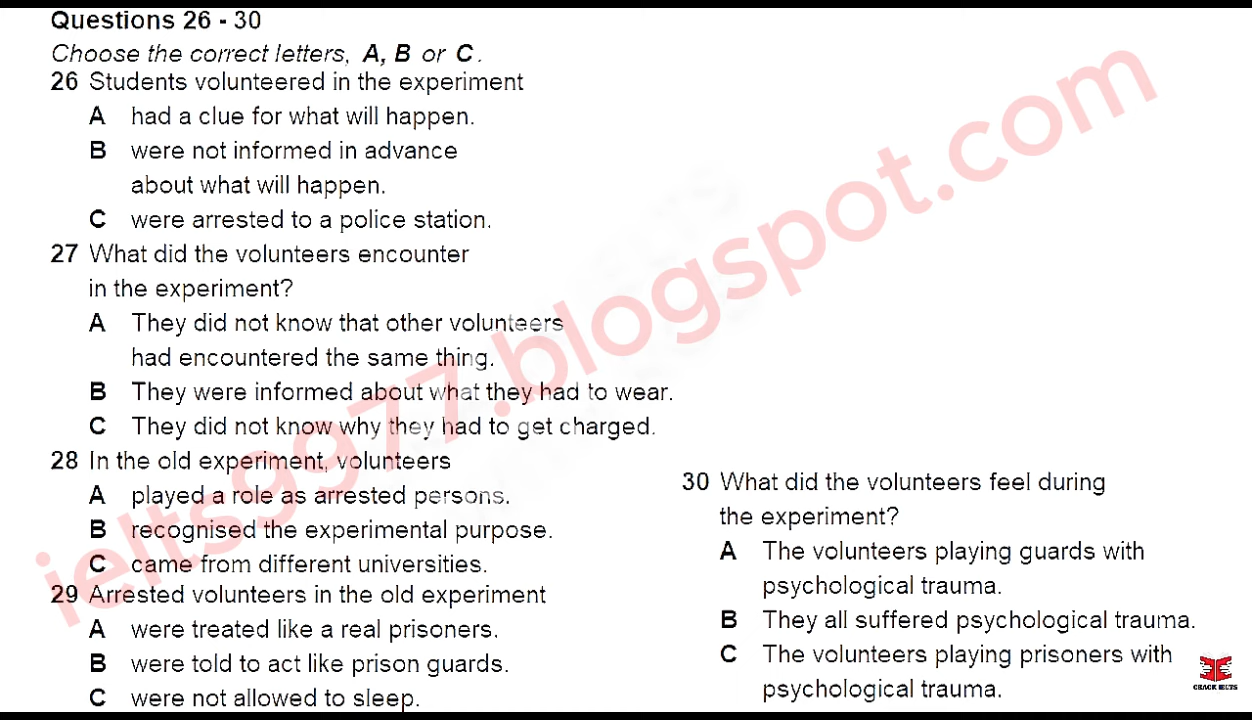 Questions 26 - 30
Choose the correct letters, A, B or C.
26 Students volunteered in the experiment
A had a clue for what will happen.
B were not informed in advance
about what will happen.
C were arrested to a police station.
27 What did the volunteers encounter
in the experiment?
A They did not know that other volunteers
had encountered the same thing.
B They were informed about what they had to wear.
C They did not know why they had to get charged.
28 In the old experiment, volunteers
A played a role as arrested persons.
B recognised the experimental purpose.
C came from different universities.
29 Arrested volunteers in the old experiment
A were treated like a real prisoners.
B were told to act like prison guards.
C were not allowed to sleep.
30 What did the volunteers feel during
the experiment?
A The volunteers playing guards with
psychological trauma.
B They all suffered psychological trauma.
C The volunteers playing prisoners with
psychological trauma.
ielts9977.blogspot.com
CRACK IELTS